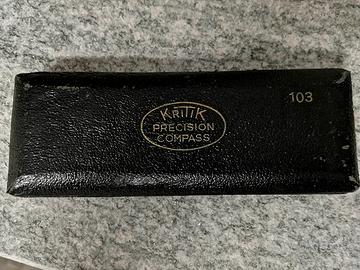 KRITIK
PRECISION
COMPASS
103